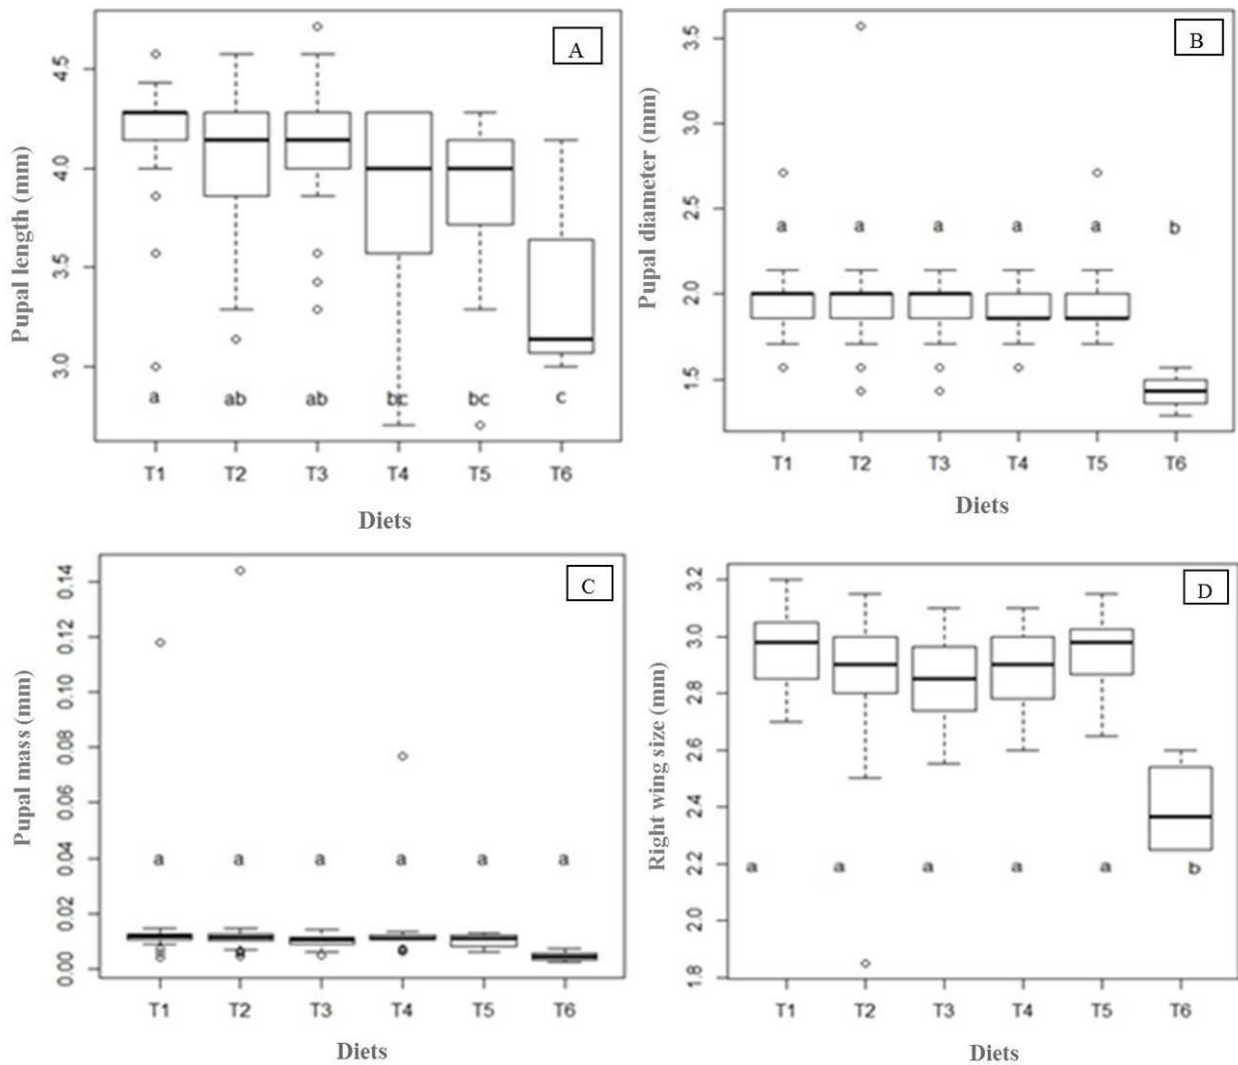 A
Pupal length (mm)
4.5
4.0
3.5
3.0
a ab ab bc bc c
T1 T2 T3 T4 T5 T6
Diets
B
Pupal diameter (mm)
3.5
3.0
2.5
2.0
1.5
a a a a a b
T1 T2 T3 T4 T5 T6
Diets
C
Pupal mass (mm)
0.14
0.12
0.10
0.08
0.06
0.04
0.02
0.00
a a a a a a
T1 T2 T3 T4 T5 T6
Diets
D
Right wing size (mm)
3.2
3.0
2.8
2.6
2.4
2.2
2.0
1.8
a a a a a b
T1 T2 T3 T4 T5 T6
Diets